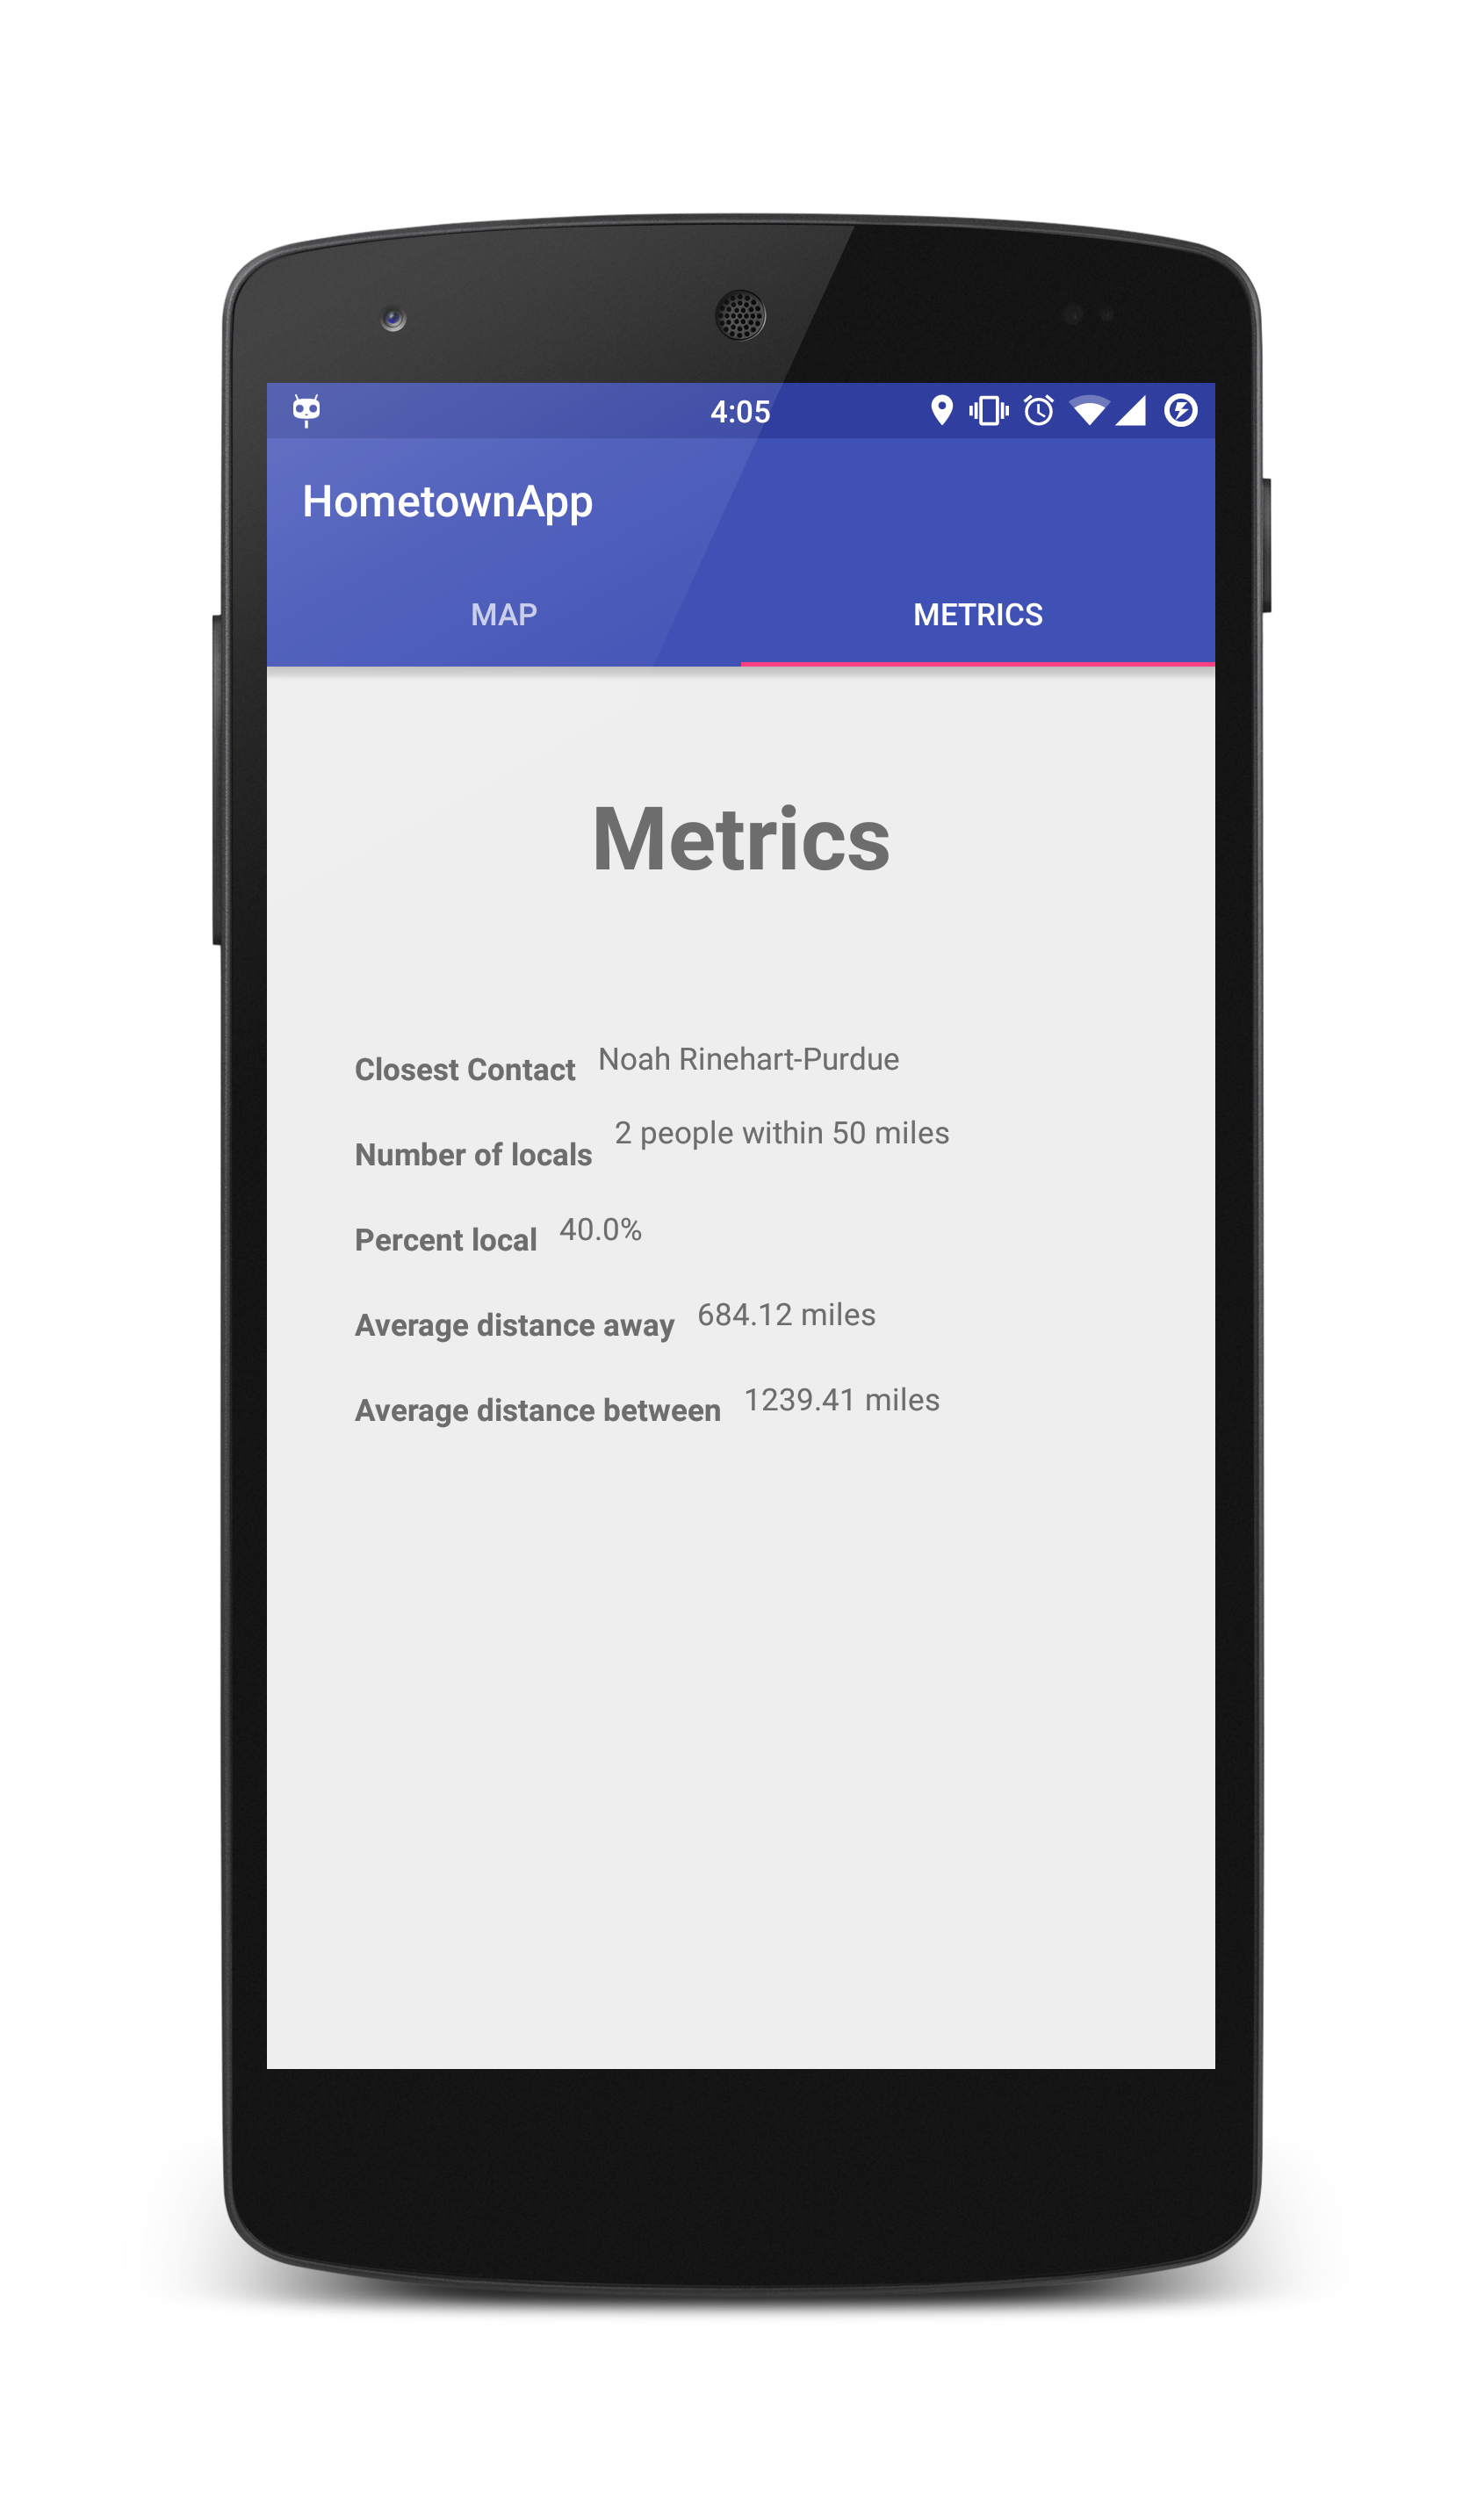 4:05
HometownApp
MAP METRICS
Metrics
Closest Contact Noah Rinehart-Purdue
Number of locals 2 people within 50 miles
Percent local 40.0%
Average distance away 684.12 miles
Average distance between 1239.41 miles